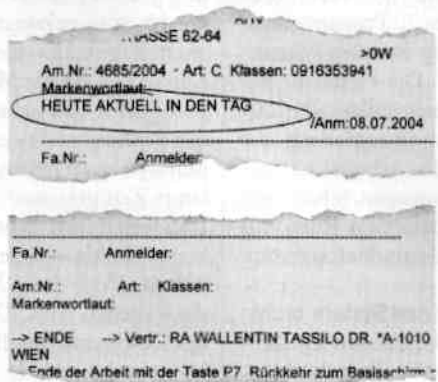 62-64
>0W
Am.Nr.: 4685/2004 - Art: C, Klassen: 0916353941
Markenwortlaut:
HEUTE AKTUELL IN DEN TAG
/Anm:08.07.2004
Fa.Nr.: Anmelder:
Fa.Nr.: Anmelder:
Am.Nr.: Art: Klassen:
Markenwortlaut:
--> ENDE --> Vertr.: RA WALLENTIN TASSILO DR. *A-1010
WIEN
Ende der Arbeit mit der Taste P7. Rückkehr zum